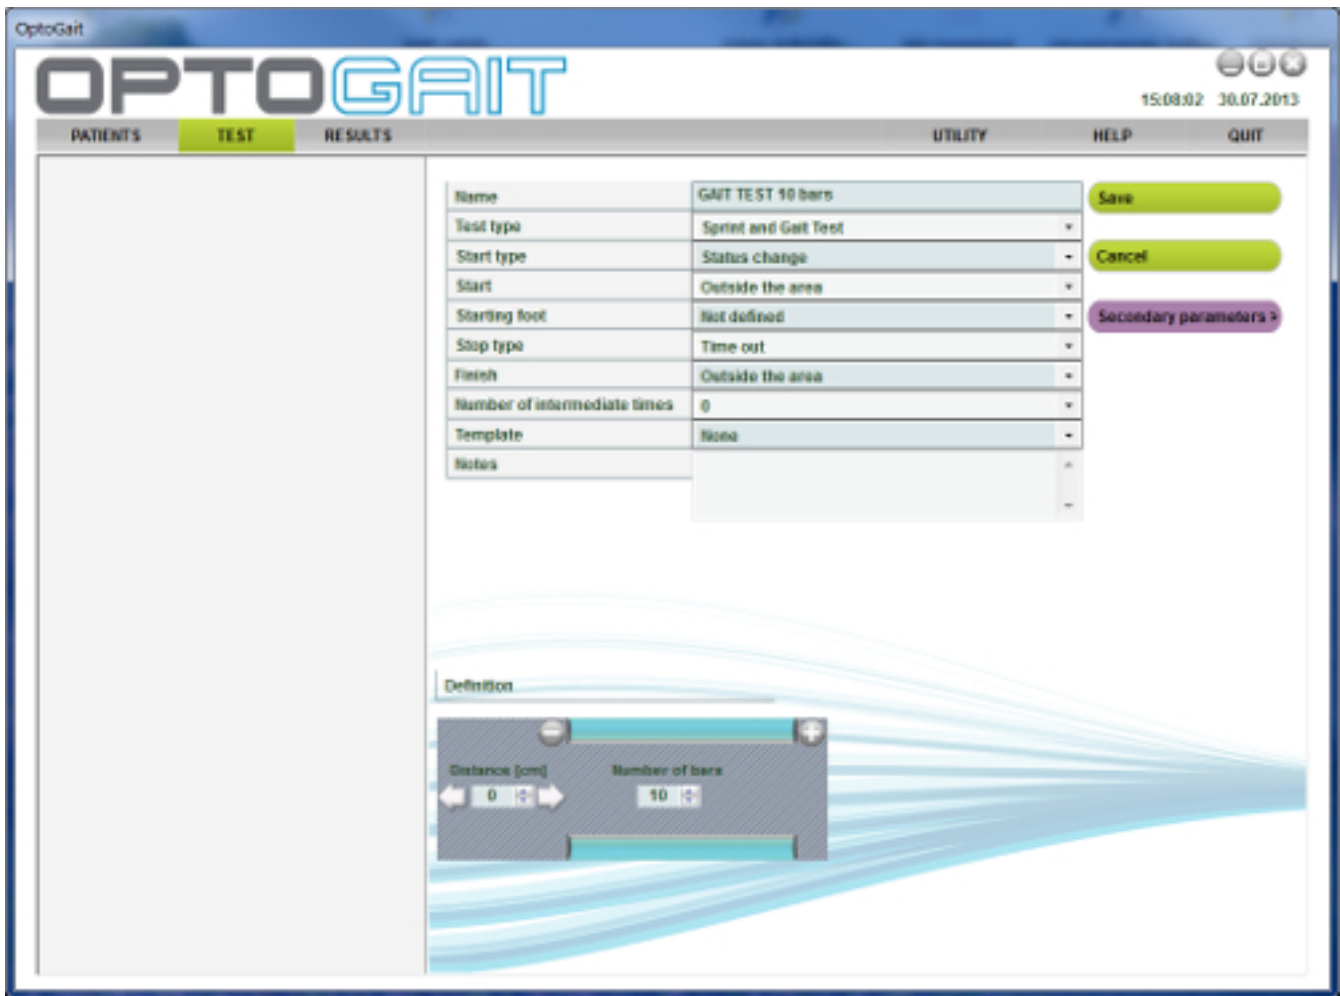 OptoGait
OPTOGAIT
15:08:02 30.07.2013
PATIENTS TEST RESULTS UTILITY HELP QUIT
Name GAIT TEST 10 bars Save
Test type Sprint and Gait Test
Start type Status change Cancel
Start Outside the area
Starting foot Not defined Secondary parameters >
Stop type Time out
Finish Outside the area
Number of intermediate times 0
Template None
Notes
Definition
Distance [cm] Number of bars
0 10